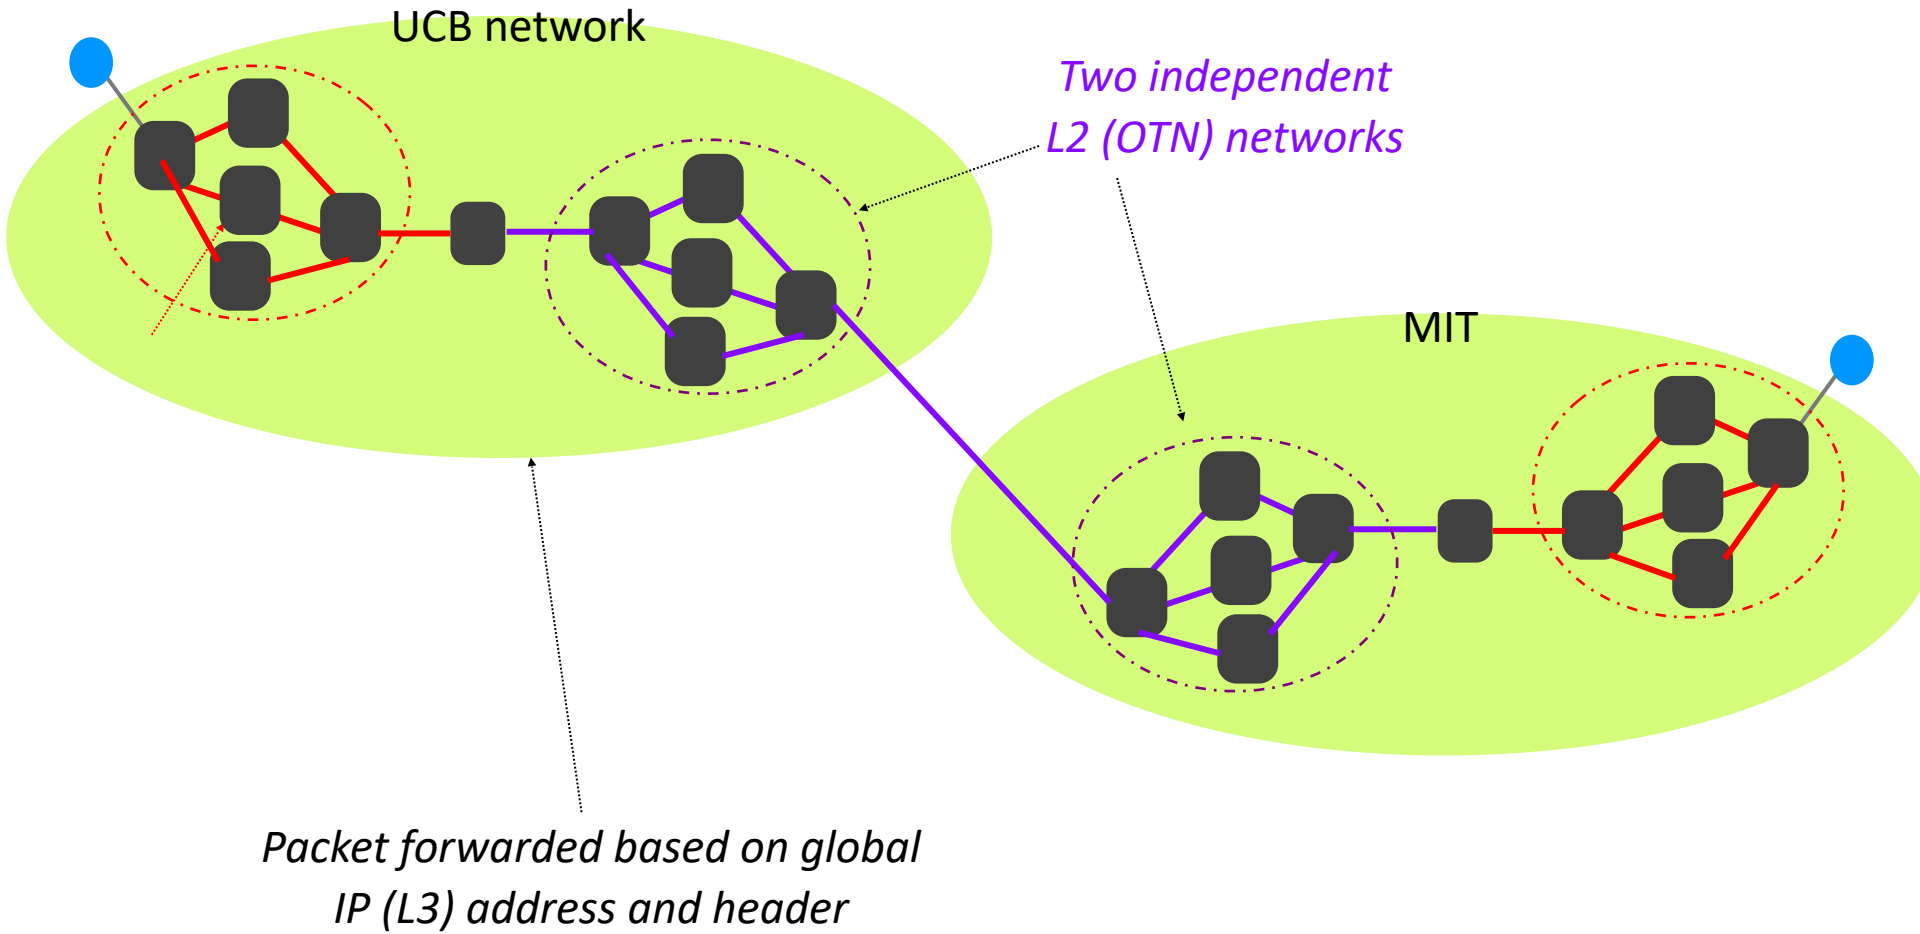 UCB network
Two independent
L2 (OTN) networks
MIT
Packet forwarded based on global
IP (L3) address and header